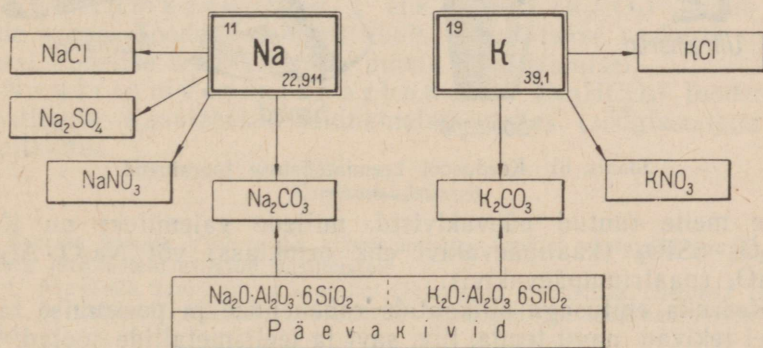 11
Na
22,911
19
K
39,1
NaCl
Na₂SO₄
NaNO₃
Na₂CO₃
K₂CO₃
KNO₃
KCl
Na₂O·Al₂O₃·6SiO₂
H₂O·Al₂O₃ 6SiO₂
Päevakivid